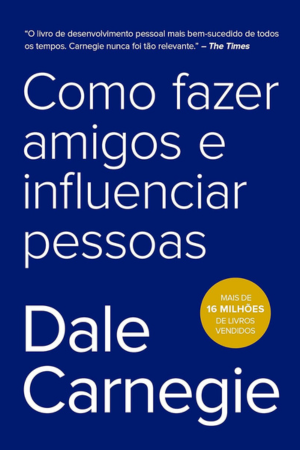 "O livro de desenvolvimento pessoal mais bem-sucedido de todos
os tempos. Carnegie nunca foi tão relevante." – The Times
Como fazer
amigos e
influenciar
pessoas
MAIS DE
16 MILHÕES
DE LIVROS
VENDIDOS
Dale
Carnegie